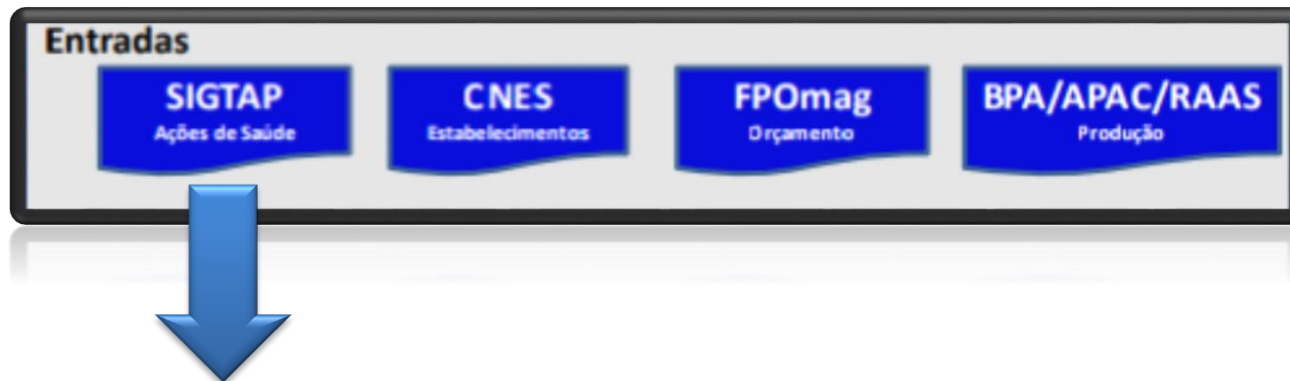 Entradas
SIGTAP
Ações de Saúde
CNES
Estabelecimentos
FPOmag
Orçamento
BPA/APAC/RAAS
Produção